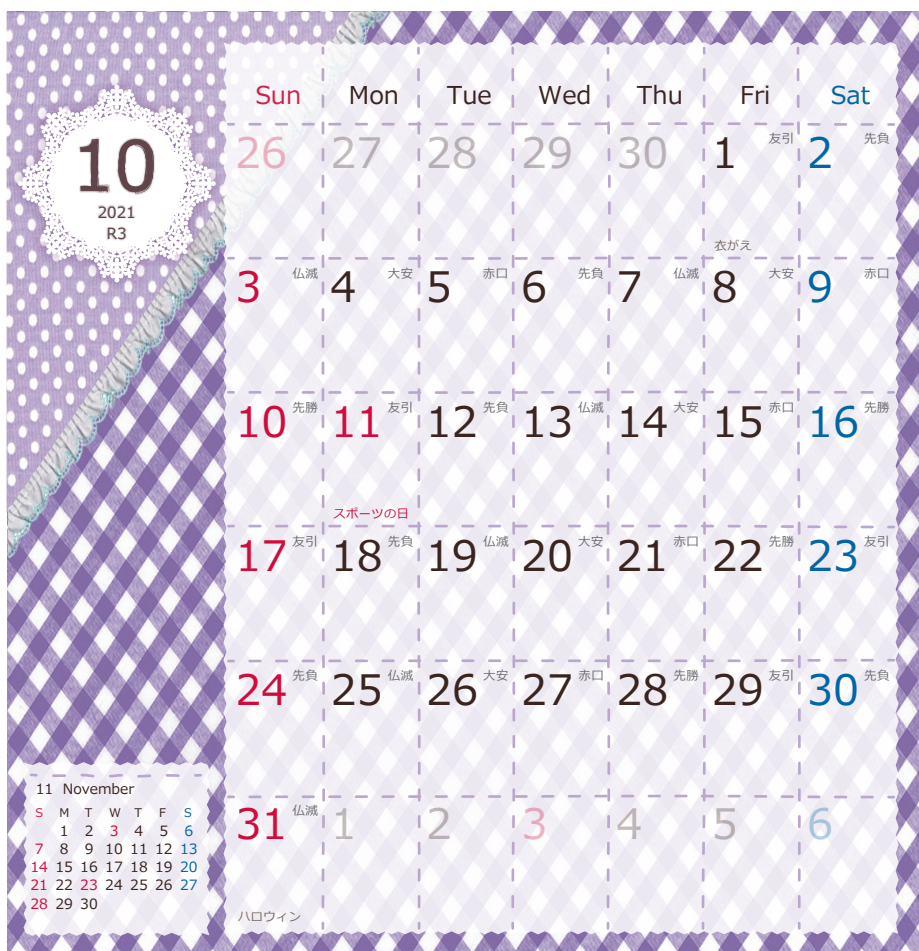 10
2021
R3
Sun Mon Tue Wed Thu Fri Sat
26 27 28 29 30 1 友引 2 先負
衣がえ
3 仏滅 4 大安 5 赤口 6 先負 7 仏滅 8 大安 9 赤口
10 先勝 11 友引 12 先負 13 仏滅 14 大安 15 赤口 16 先勝
スポーツの日
17 友引 18 先負 19 仏滅 20 大安 21 赤口 22 先勝 23 友引
24 先負 25 仏滅 26 大安 27 赤口 28 先勝 29 友引 30 先負
31 仏滅 1 2 3 4 5 6
ハロウィン
11 November
S M T W T F S
1 2 3 4 5 6
7 8 9 10 11 12 13
14 15 16 17 18 19 20
21 22 23 24 25 26 27
28 29 30